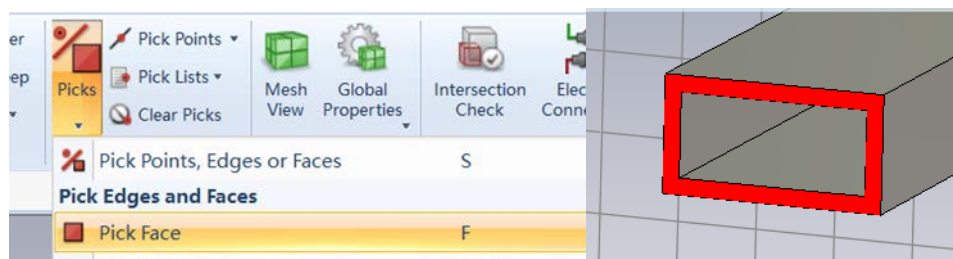 er
eep
Picks
Pick Points
Pick Lists
Clear Picks
Mesh
View
Global
Properties
Intersection
Check
Elec
Conn
Pick Points, Edges or Faces S
Pick Edges and Faces
Pick Face F